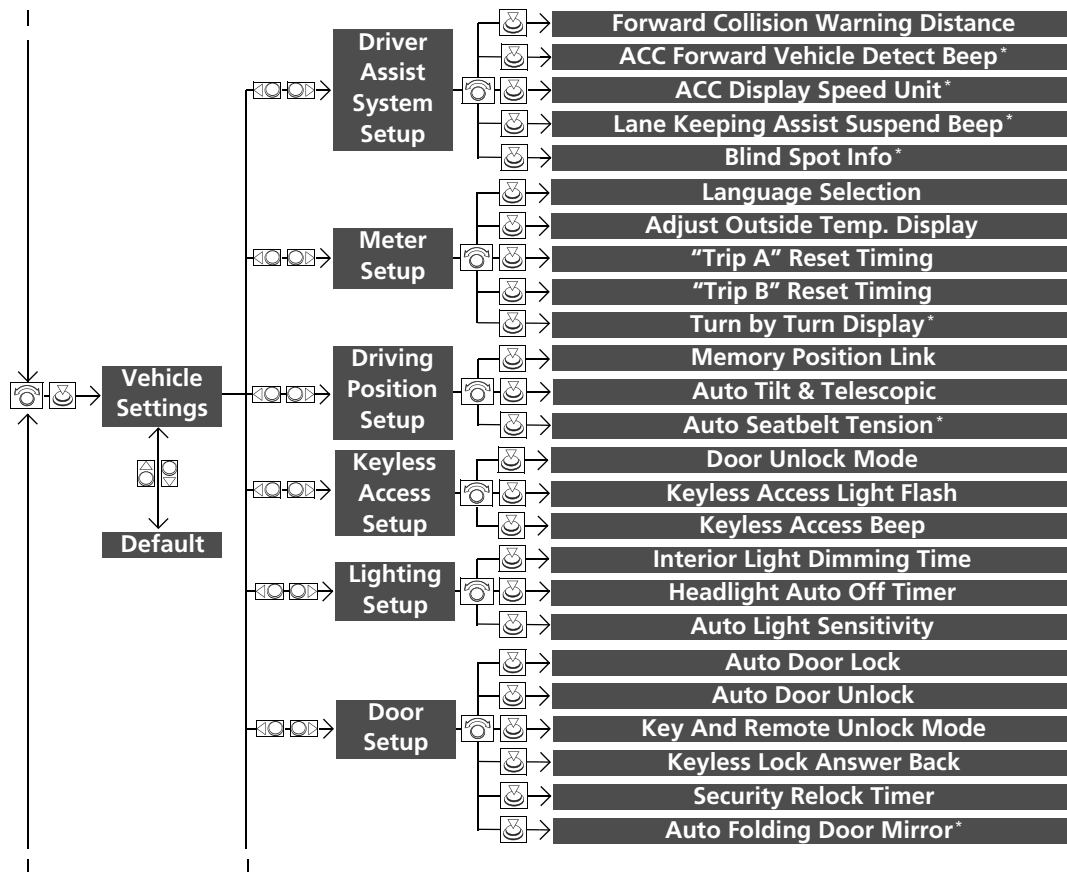 Vehicle
Settings
Default
Driver
Assist
System
Setup
Forward Collision Warning Distance
ACC Forward Vehicle Detect Beep*
ACC Display Speed Unit*
Lane Keeping Assist Suspend Beep*
Blind Spot Info*
Meter
Setup
Language Selection
Adjust Outside Temp. Display
“Trip A” Reset Timing
“Trip B” Reset Timing
Turn by Turn Display*
Driving
Position
Setup
Memory Position Link
Auto Tilt & Telescopic
Auto Seatbelt Tension*
Keyless
Access
Setup
Door Unlock Mode
Keyless Access Light Flash
Keyless Access Beep
Lighting
Setup
Interior Light Dimming Time
Headlight Auto Off Timer
Auto Light Sensitivity
Door
Setup
Auto Door Lock
Auto Door Unlock
Key And Remote Unlock Mode
Keyless Lock Answer Back
Security Relock Timer
Auto Folding Door Mirror*